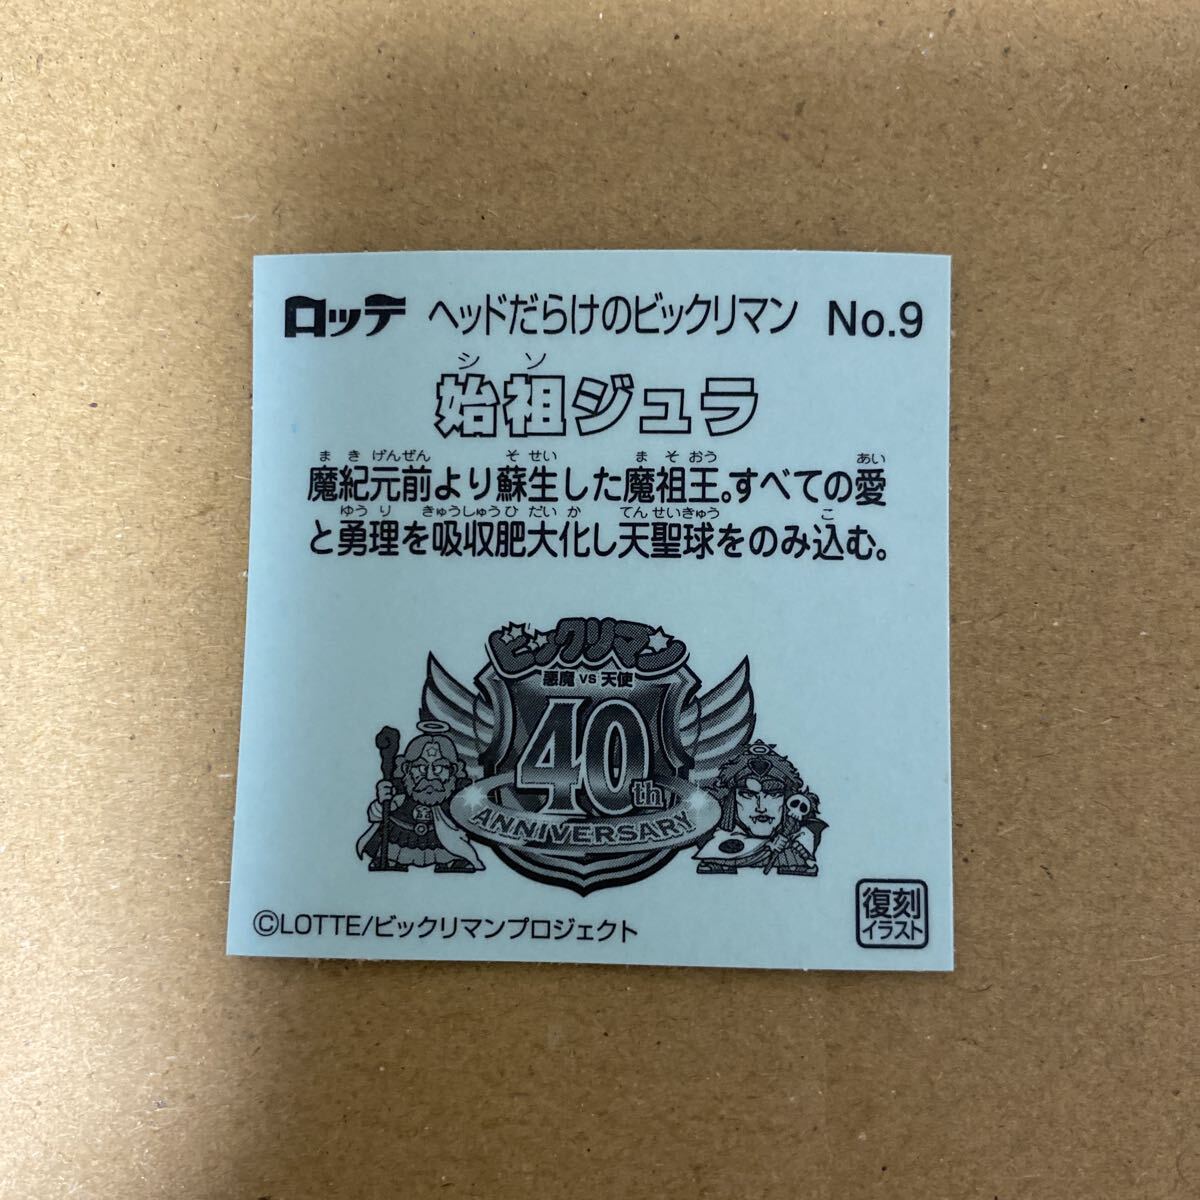 ロッテ ヘッドだらけのビックリマン No.9
シソ
始祖ジュラ
まき げんぜん そせい まそおう あい
魔紀元前より蘇生した魔祖王。すべての愛
ゆうり きゅうしゅうひだいか てんせいきゅう こ
と勇理を吸収肥大化し天聖球をのみ込む。
ビックリマン
悪魔 VS 天使
40th
ANNIVERSARY
©LOTTE/ビックリマンプロジェクト
復刻
イラスト